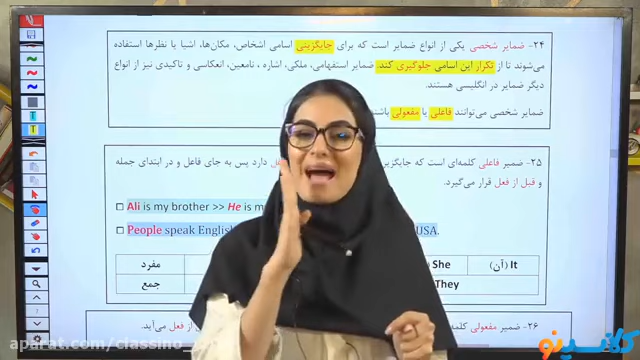 ۲۴- ضمایر شخصی یکی از انواع ضمایر است که برای جایگزینی اسامی اشخاص، مکان‌ها، اشیا یا نظرها استفاده
می‌شوند تا از تکرار این اسامی جلوگیری کند. ضمایر استفهامی، ملکی، اشاره، نامعین، انعکاسی و تاکیدی نیز از انواع
دیگر ضمایر در انگلیسی هستند.
ضمایر شخصی می‌توانند فاعلی یا مفعولی
۲۵- ضمیر فاعلی کلمه‌ای است که دارد پس به جای فاعل و در ابتدای جمله
و قبل از فعل قرار می‌گیرد.
Ali is my brother >> He is
People speak USA.
مفرد She It (آن)
جمع They
۲۶- ضمیر مفعولی از فعل می‌آید.
aparat.com/classino
کلاسینو